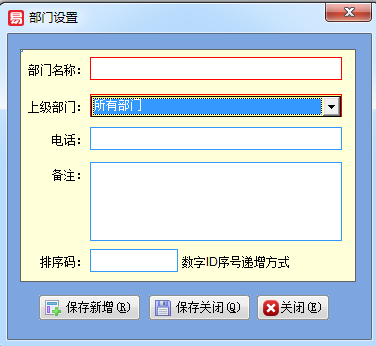 易 部门设置
部门名称：
上级部门： 所有部门
电话：
备注：
排序码： 数字ID序号递增方式
保存新增(R) 保存关闭(Q) 关闭(E)